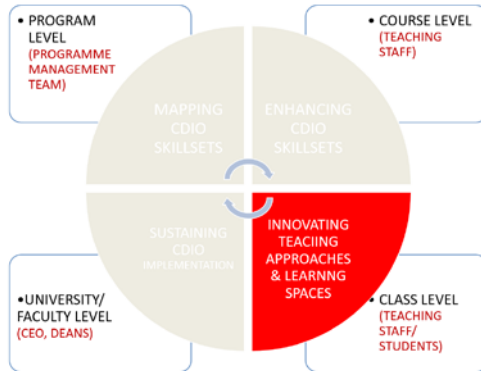 • PROGRAM
LEVEL
(PROGRAMME
MANAGEMENT
TEAM)
• COURSE LEVEL
(TEACHING
STAFF)
MAPPING
CDIO
SKILLSETS
ENHANCING
CDIO
SKILLSETS
SUSTAINING
CDIO
IMPLEMENTATION
INNOVATING
TEACIING
APPROACHES
& LEARNNG
SPACES
•UNIVERSITY/
FACULTY LEVEL
(CEO, DEANS)
• CLASS LEVEL
(TEACHING
STAFF/
STUDENTS)